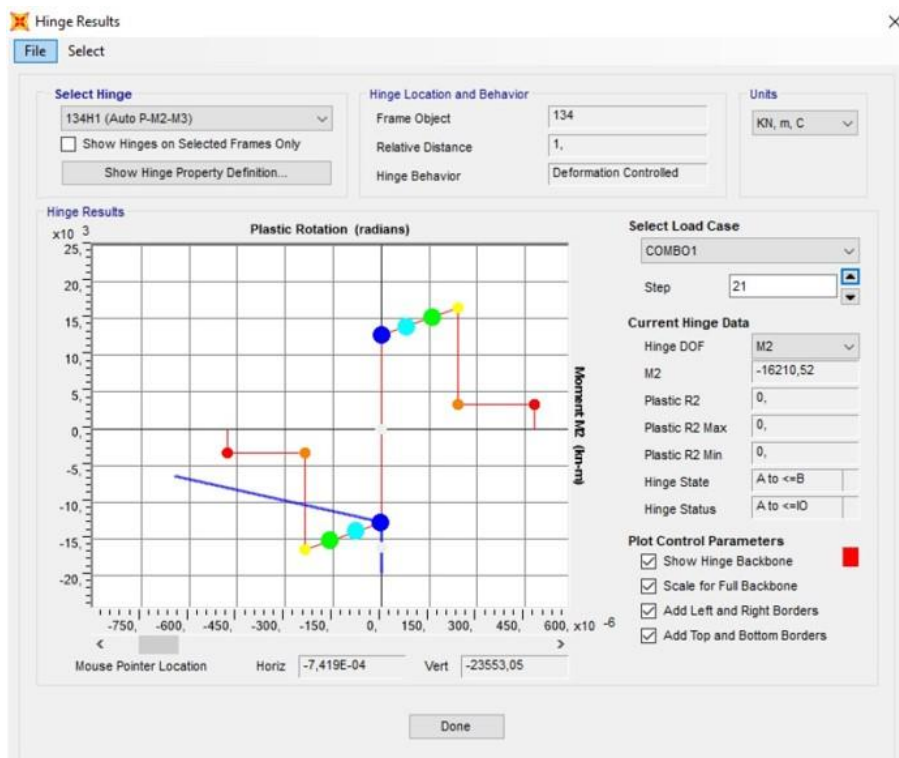 Hinge Results
File Select
Select Hinge
134H1 (Auto P-M2-M3)
Show Hinges on Selected Frames Only
Show Hinge Property Definition...
Hinge Location and Behavior
Frame Object 134
Relative Distance 1,
Hinge Behavior Deformation Controlled
Units
KN, m, C
Hinge Results
x10 3
Plastic Rotation (radians)
25,
20,
15,
10,
5,
0,
-5,
-10,
-15,
-20,
Moment M2 (kn-m)
-750, -600, -450, -300, -150, 0, 150, 300, 450, 600, x10 -6
Mouse Pointer Location Horiz -7,419E-04 Vert -23553,05
Select Load Case
COMBO1
Step 21
Current Hinge Data
Hinge DOF M2
M2 -16210,52
Plastic R2 0,
Plastic R2 Max 0,
Plastic R2 Min 0,
Hinge State A to <=B
Hinge Status A to <=IO
Plot Control Parameters
Show Hinge Backbone
Scale for Full Backbone
Add Left and Right Borders
Add Top and Bottom Borders
Done